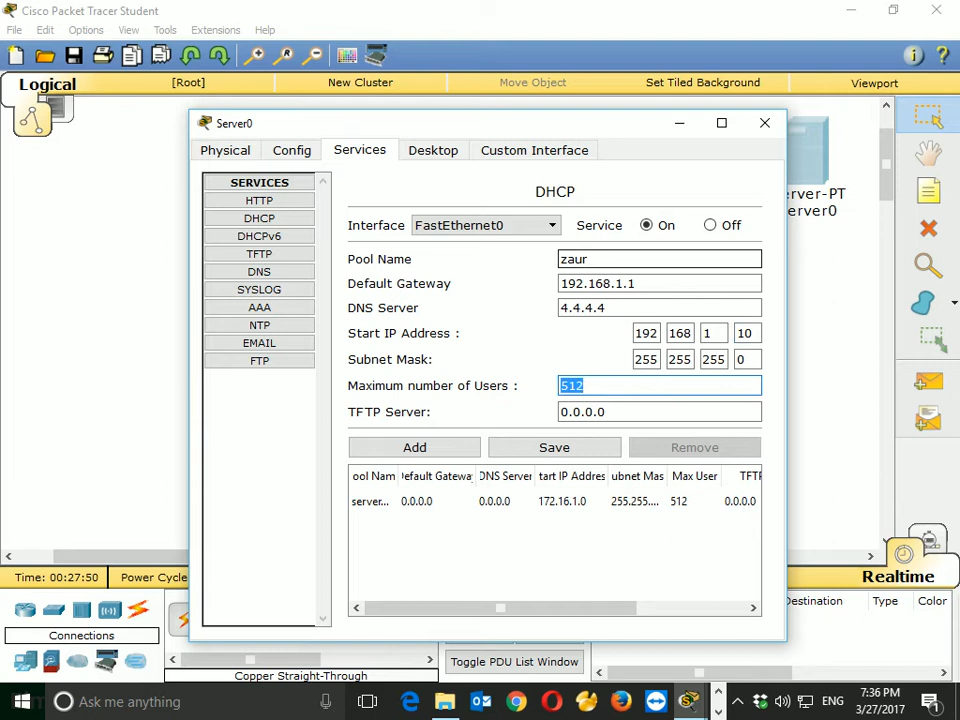 Cisco Packet Tracer Student
File Edit Options View Tools Extensions Help
Logical [Root] New Cluster Move Object Set Tiled Background Viewport
Server0
Physical Config Services Desktop Custom Interface
SERVICES
HTTP
DHCP
DHCPv6
TFTP
DNS
SYSLOG
AAA
NTP
EMAIL
FTP
DHCP
Interface FastEthernet0 Service On Off
Pool Name zaur
Default Gateway 192.168.1.1
DNS Server 4.4.4.4
Start IP Address : 192 168 1 10
Subnet Mask: 255 255 255 0
Maximum number of Users : 512
TFTP Server: 0.0.0.0
Add Save Remove
ool Name efault Gateway DNS Server tart IP Addres ubnet Mas Max User TFTP
server... 0.0.0.0 0.0.0.0 172.16.1.0 255.255.... 512 0.0.0.0
erver-PT
erver0
Time: 00:27:50 Power Cycle
Realtime
Destination Type Color
Connections
Copper Straight-Through
Toggle PDU List Window
Ask me anything
ENG
7:36 PM
3/27/2017
1